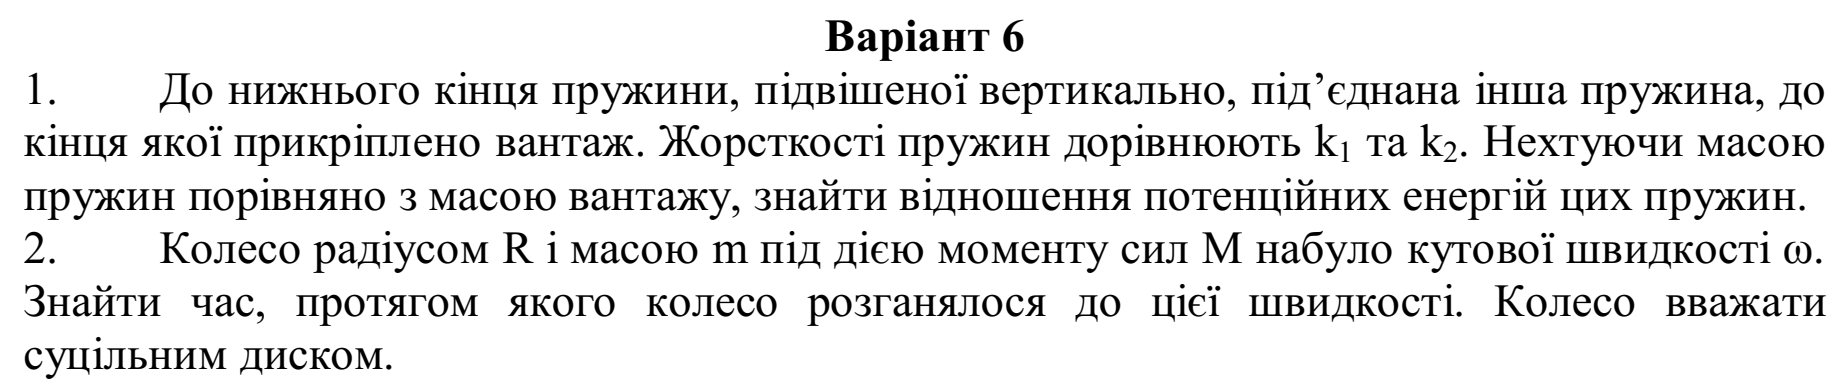 Варіант 6
1. До нижнього кінця пружини, підвішеної вертикально, під’єднана інша пружина, до
кінця якої прикріплено вантаж. Жорсткості пружин дорівнюють k₁ та k₂. Нехтуючи масою
пружин порівняно з масою вантажу, знайти відношення потенційних енергій цих пружин.
2. Колесо радіусом R і масою m під дією моменту сил M набуло кутової швидкості ω.
Знайти час, протягом якого колесо розганялося до цієї швидкості. Колесо вважати
суцільним диском.